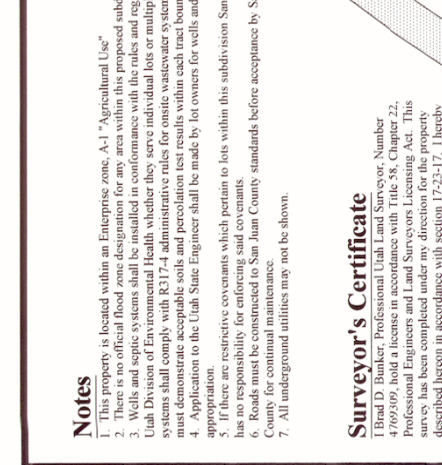 Notes
1. This property is located within an Enterprise zone, A-1 "Agricultural Use"
2. There is no official flood zone designation for any area within this proposed subd
3. Wells and septic systems shall be installed in conformance with the rules and reg
Utah Division of Environmental Health whether they serve individual lots or multip
systems shall comply with R317-4 administrative rules for onsite wastewater system
must demonstrate acceptable soils and percolation test results within each tract boun
4. Application to the Utah State Engineer shall be made by lot owners for wells and
appropriation.
5. If there are restrictive covenants which pertain to lots within this subdivision San
has no responsibility for enforcing said covenants.
6. Roads must be constructed to San Juan County standards before acceptance by Sa
County for continual maintenance.
7. All underground utilities may not be shown.
Surveyor's Certificate
I Brad D. Bunker, Professional Utah Land Surveyor, Number
4769309, hold a license in accordance with Title 58, Chapter 22,
Professional Engineers and Land Surveyors Licensing Act. This
survey has been completed under my direction for the property
described hereon in accordance with section 17-23-17. I hereby